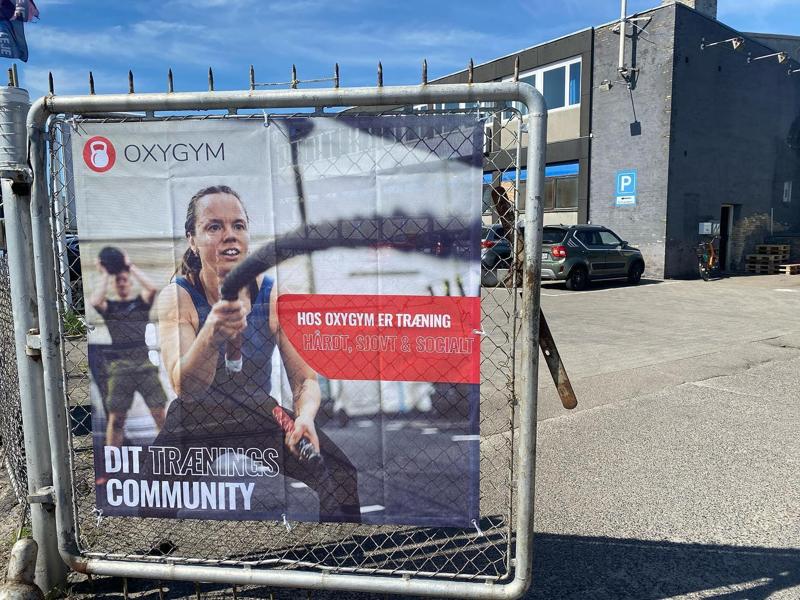 OXYGYM
HOS OXYGYM ER TRÆNING
HÅRDT, SJOVT & SOCIALT
DIT TRÆNINGS
COMMUNITY
P